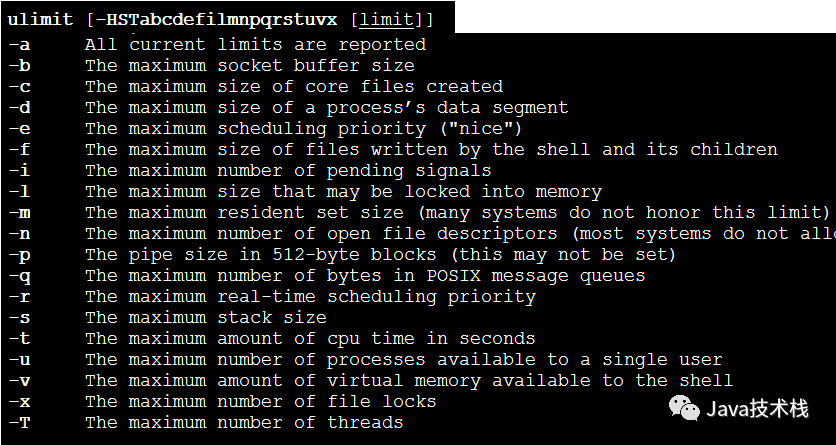 ulimit [-HSTabcdefilmnpqrstuvx [limit]]
-a All current limits are reported
-b The maximum socket buffer size
-c The maximum size of core files created
-d The maximum size of a process’s data segment
-e The maximum scheduling priority ("nice")
-f The maximum size of files written by the shell and its children
-i The maximum number of pending signals
-l The maximum size that may be locked into memory
-m The maximum resident set size (many systems do not honor this limit)
-n The maximum number of open file descriptors (most systems do not allo
-p The pipe size in 512-byte blocks (this may not be set)
-q The maximum number of bytes in POSIX message queues
-r The maximum real-time scheduling priority
-s The maximum stack size
-t The maximum amount of cpu time in seconds
-u The maximum number of processes available to a single user
-v The maximum amount of virtual memory available to the shell
-x The maximum number of file locks
-T The maximum number of threads
Java技术栈